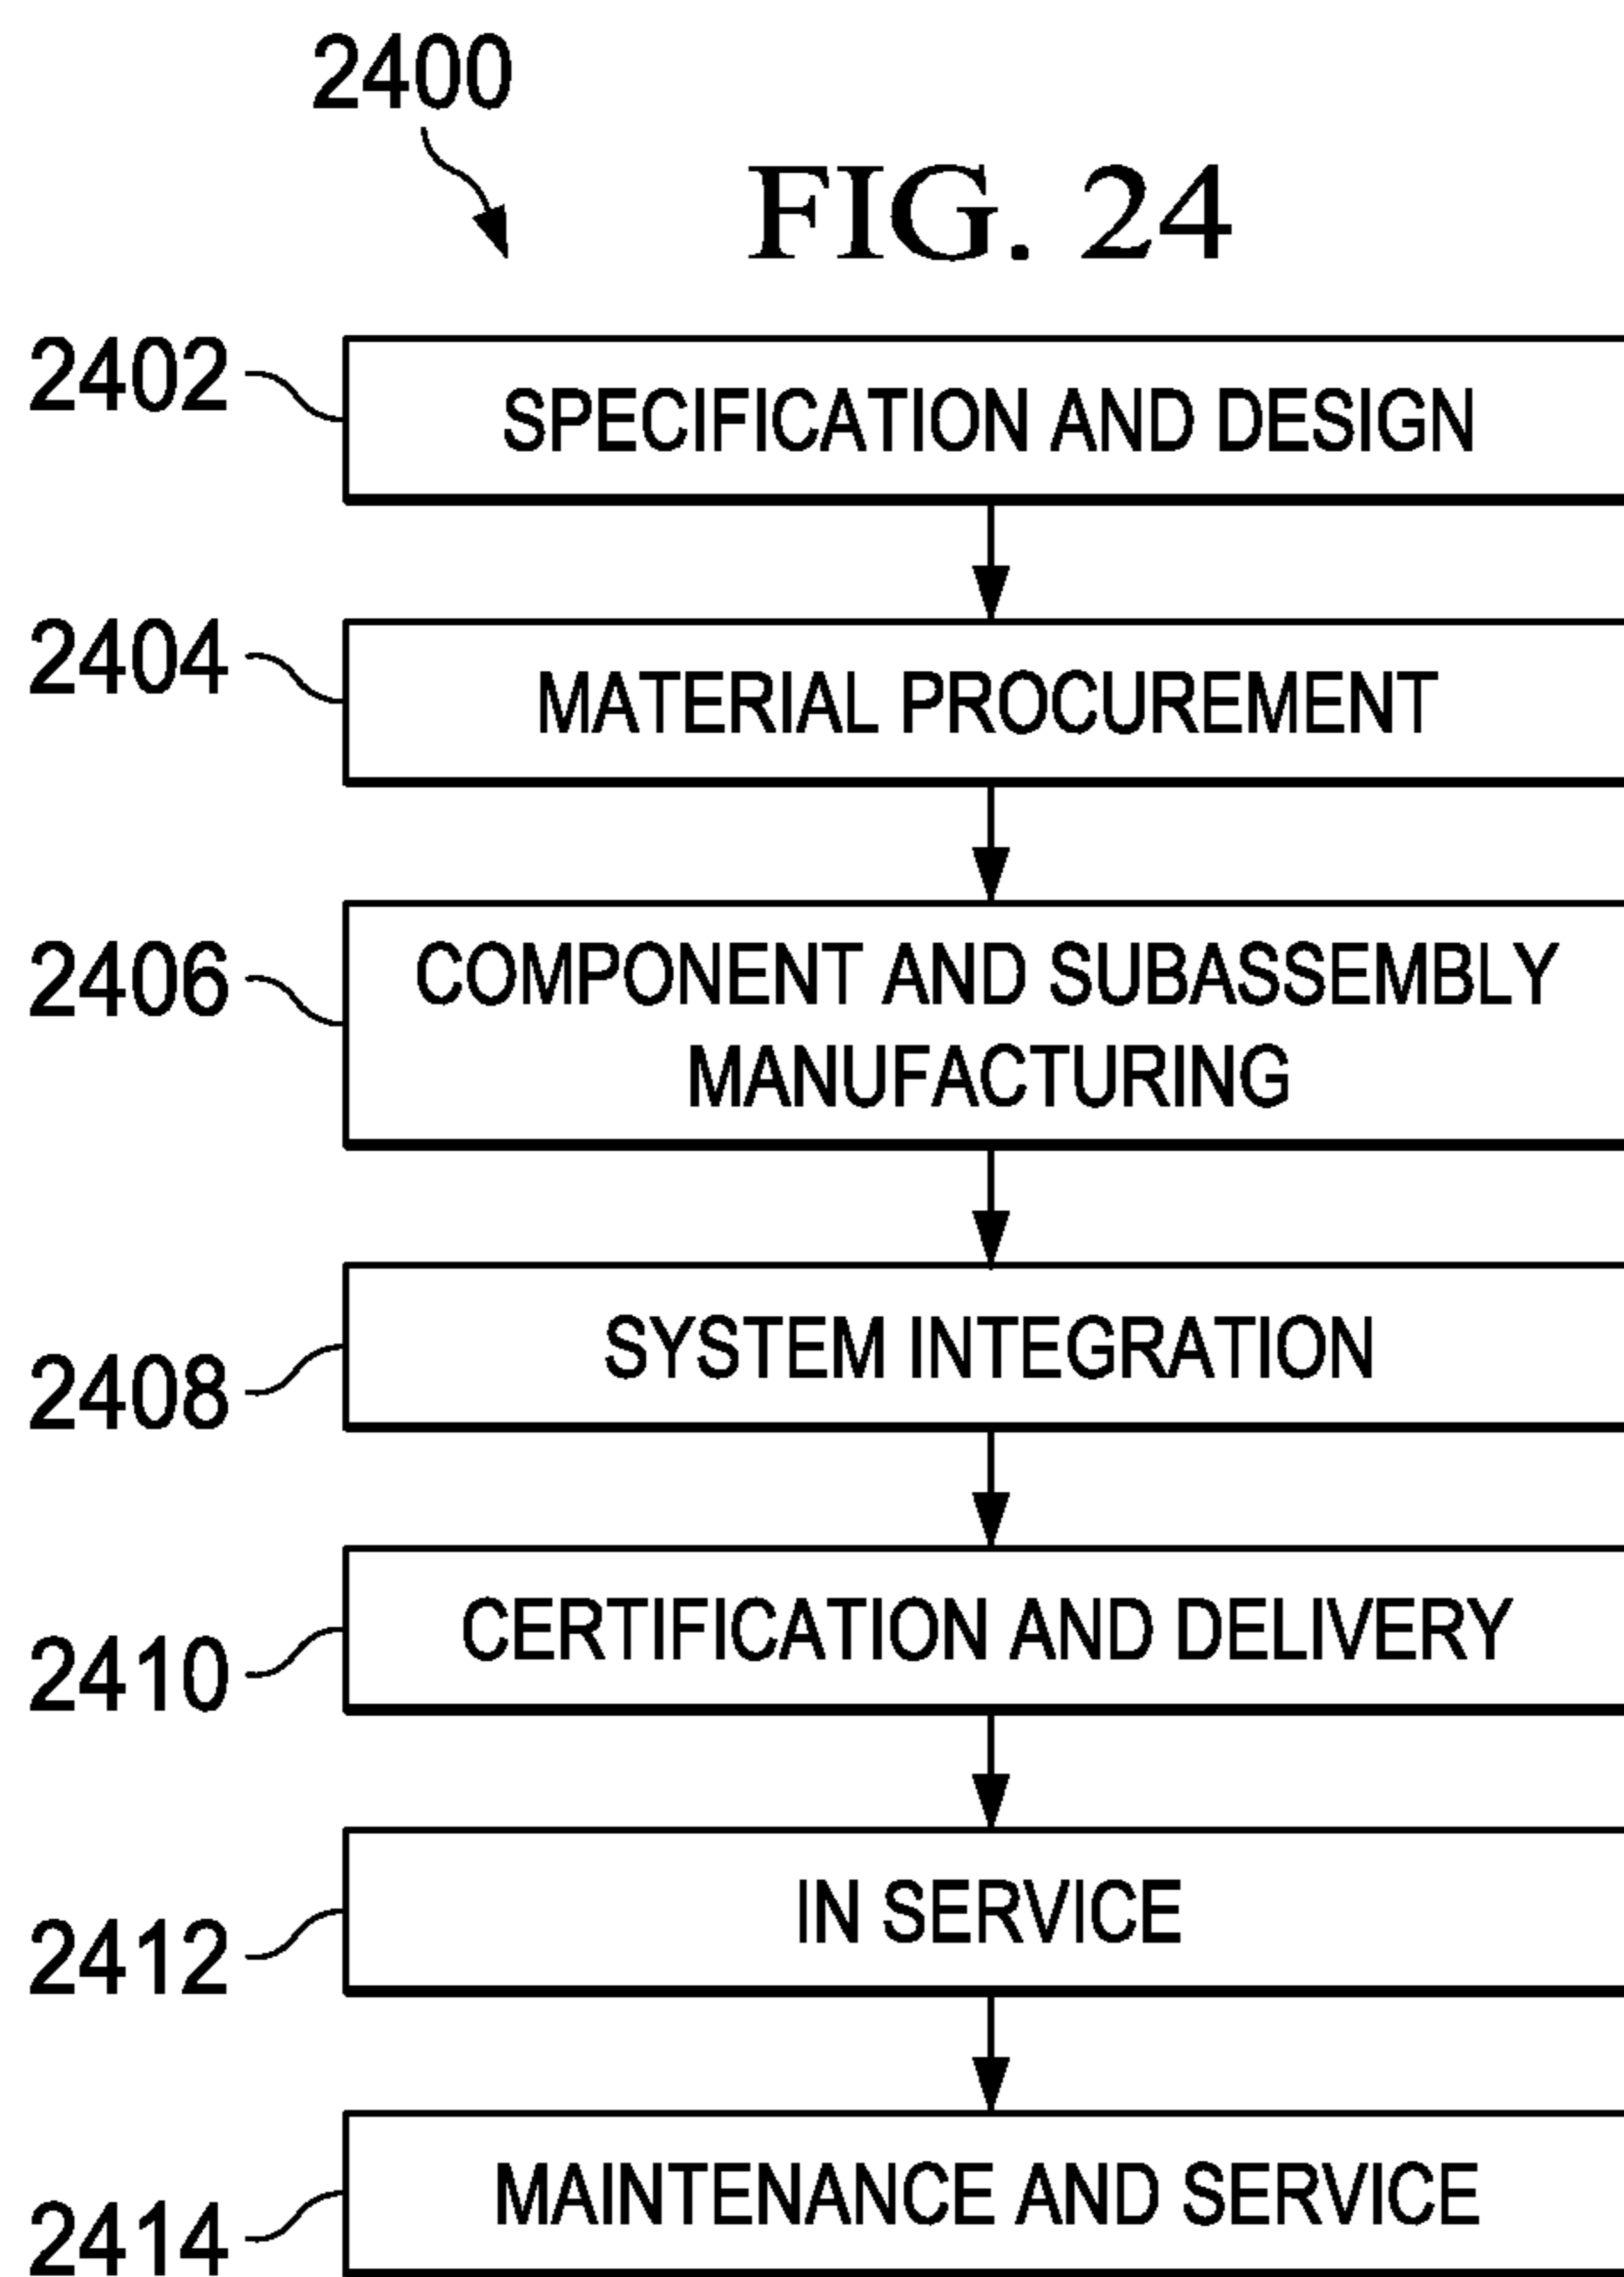 2400
FIG. 24
2402
SPECIFICATION AND DESIGN
2404
MATERIAL PROCUREMENT
2406
COMPONENT AND SUBASSEMBLY
MANUFACTURING
2408
SYSTEM INTEGRATION
2410
CERTIFICATION AND DELIVERY
2412
IN SERVICE
2414
MAINTENANCE AND SERVICE